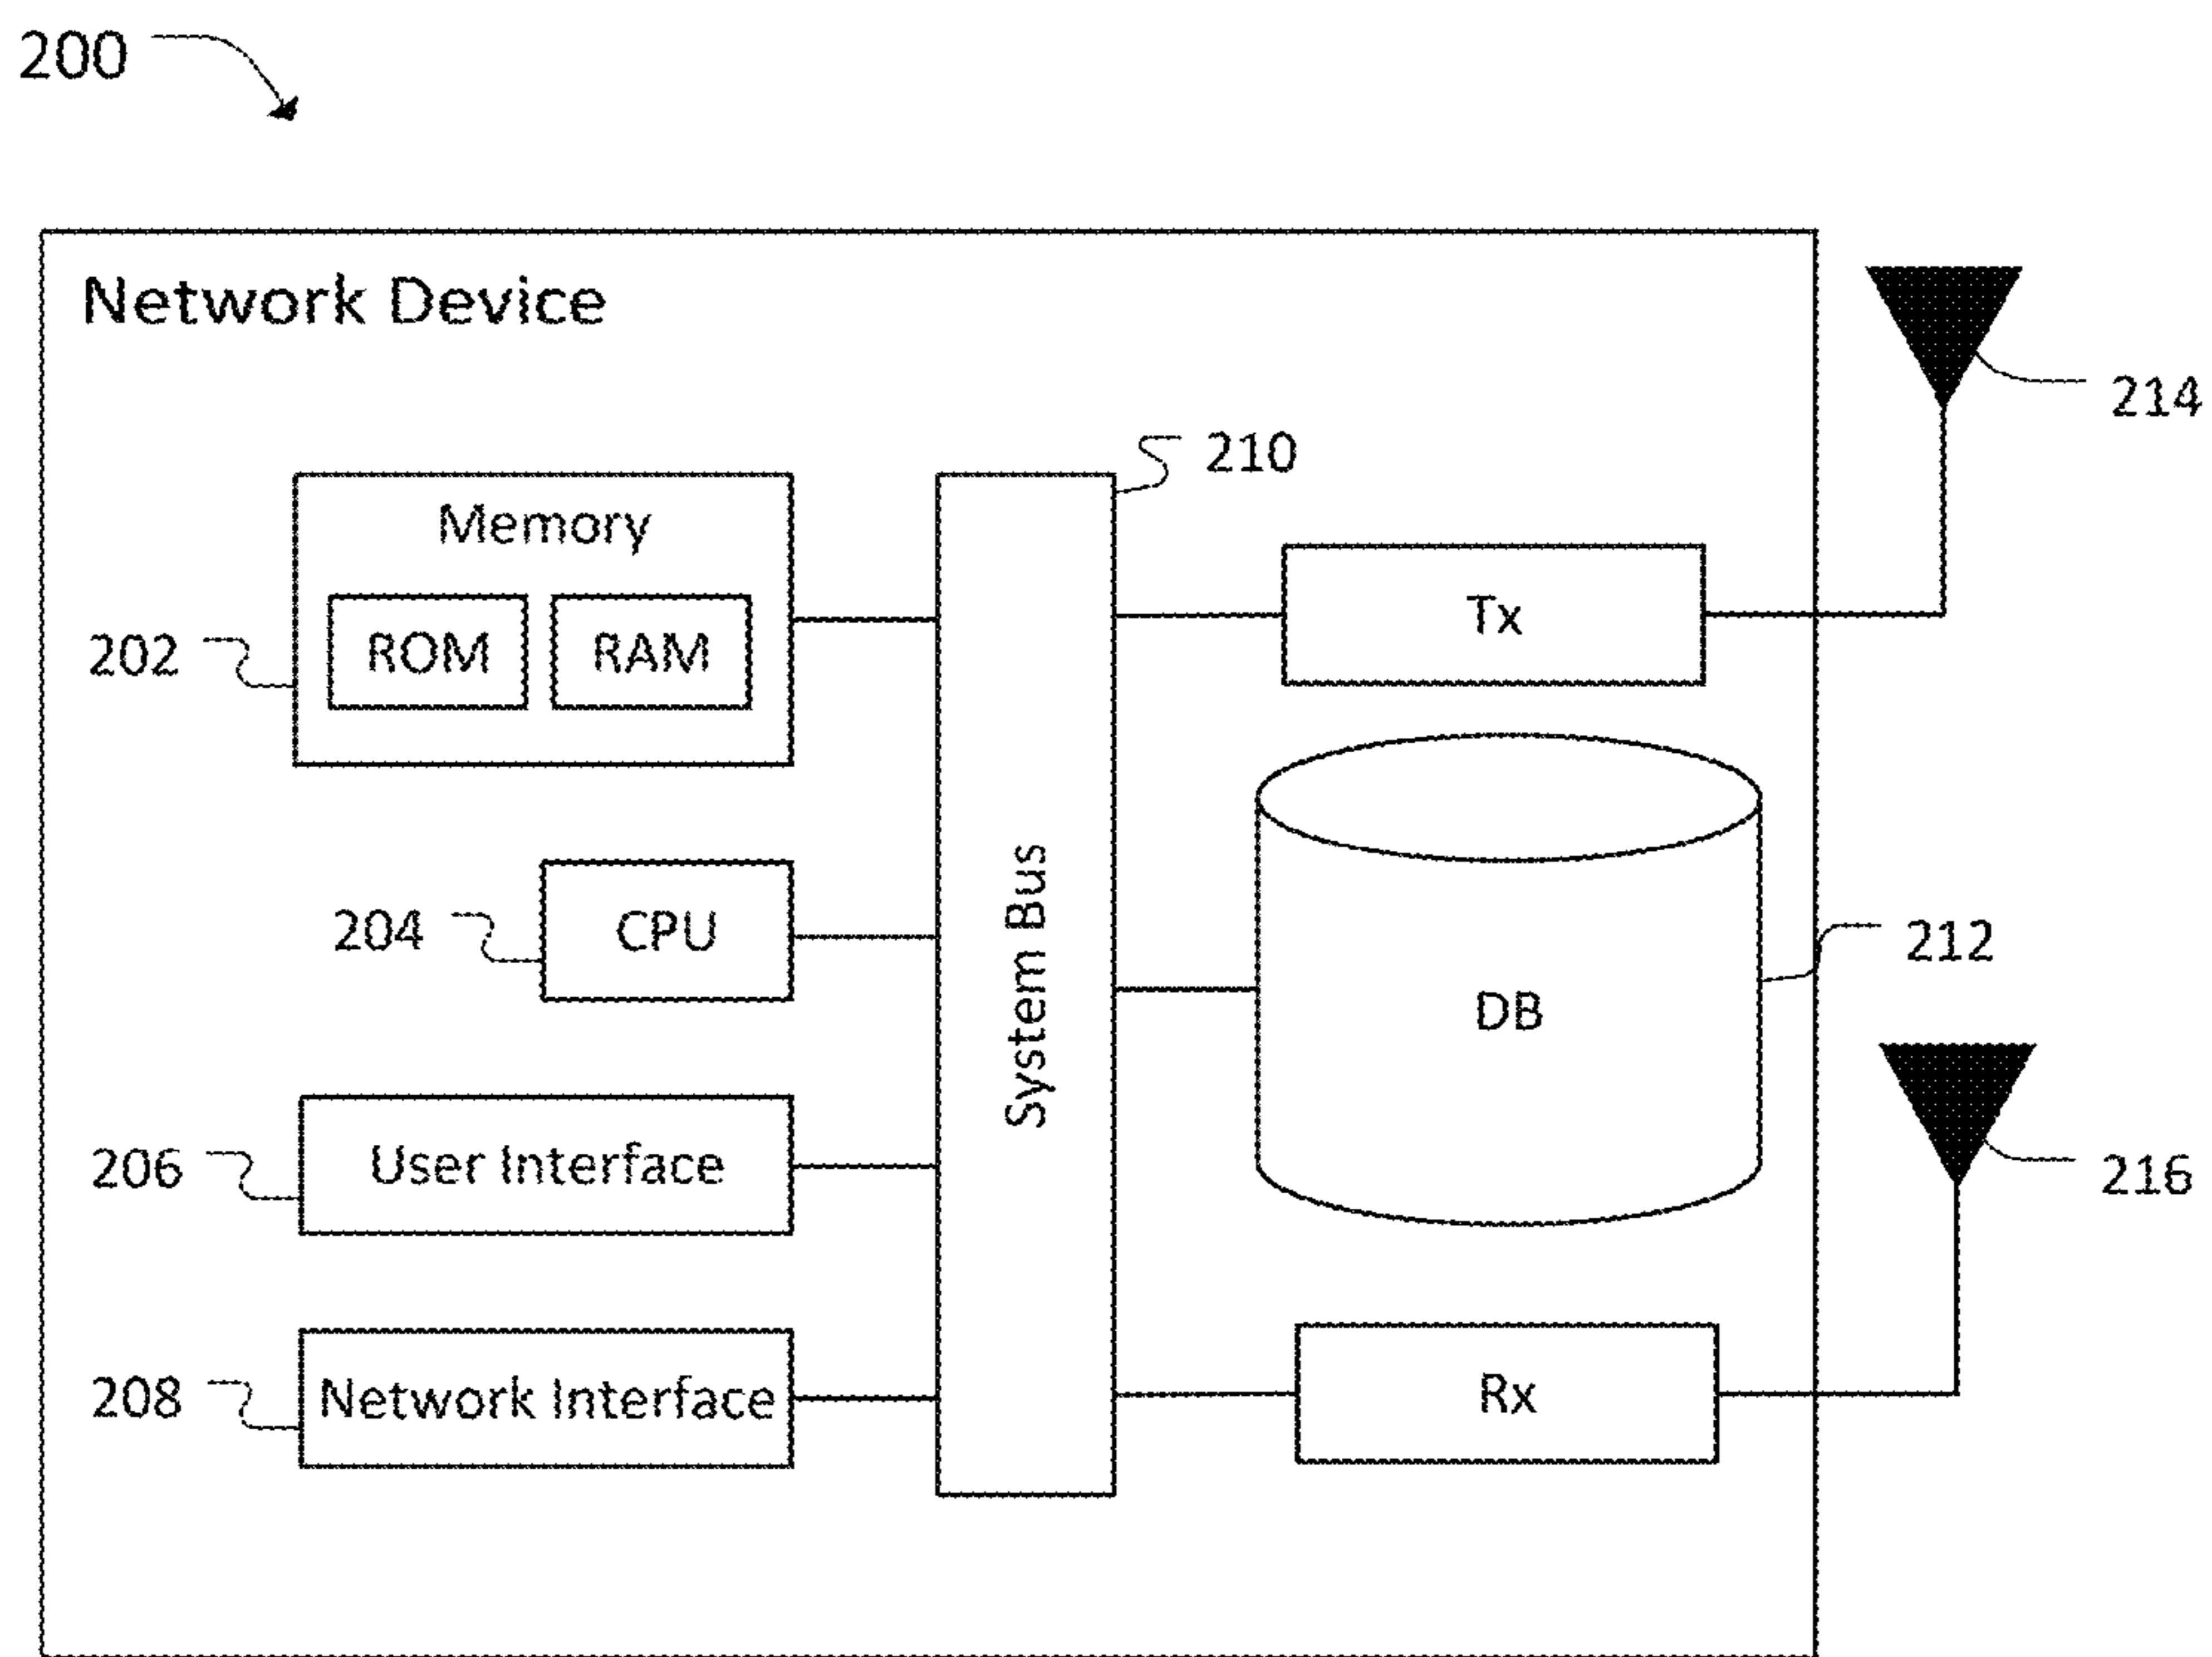 200
Network Device
214
210
Memory
Tx
202
ROM
RAM
204
CPU
System Bus
212
DB
206
User Interface
216
208
Network Interface
Rx